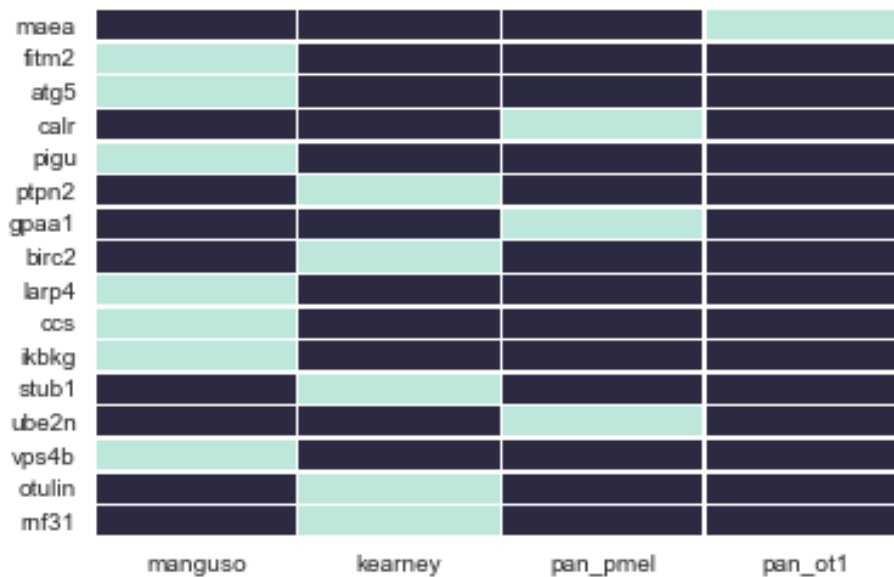 maea
fitm2
atg5
calr
pigu
ptpn2
gpaa1
birc2
larp4
ccs
ikbkg
stub1
ube2n
vps4b
otulin
rnf31
manguso kearney pan_pmel pan_ot1